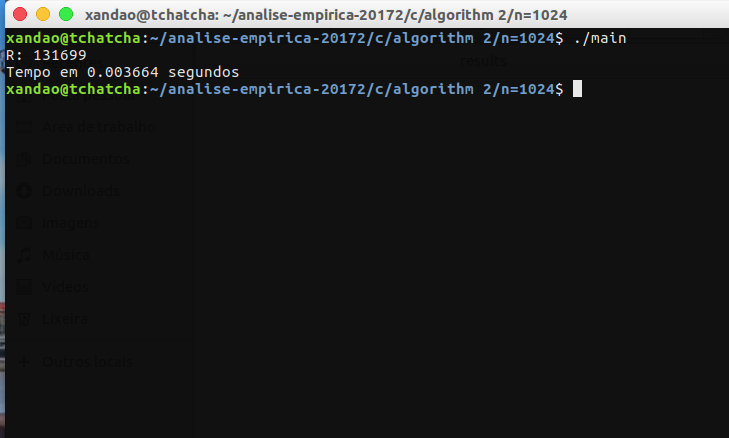 xandao@tchatcha: ~/analise-empirica-20172/c/algorithm 2/n=1024
xandao@tchatcha:~/analise-empirica-20172/c/algorithm 2/n=1024$ ./main
R: 131699
Tempo em 0.003664 segundos
xandao@tchatcha:~/analise-empirica-20172/c/algorithm 2/n=1024$
results
Área de trabalho
Documentos
Downloads
Imagens
Música
Vídeos
Lixeira
Outros locais